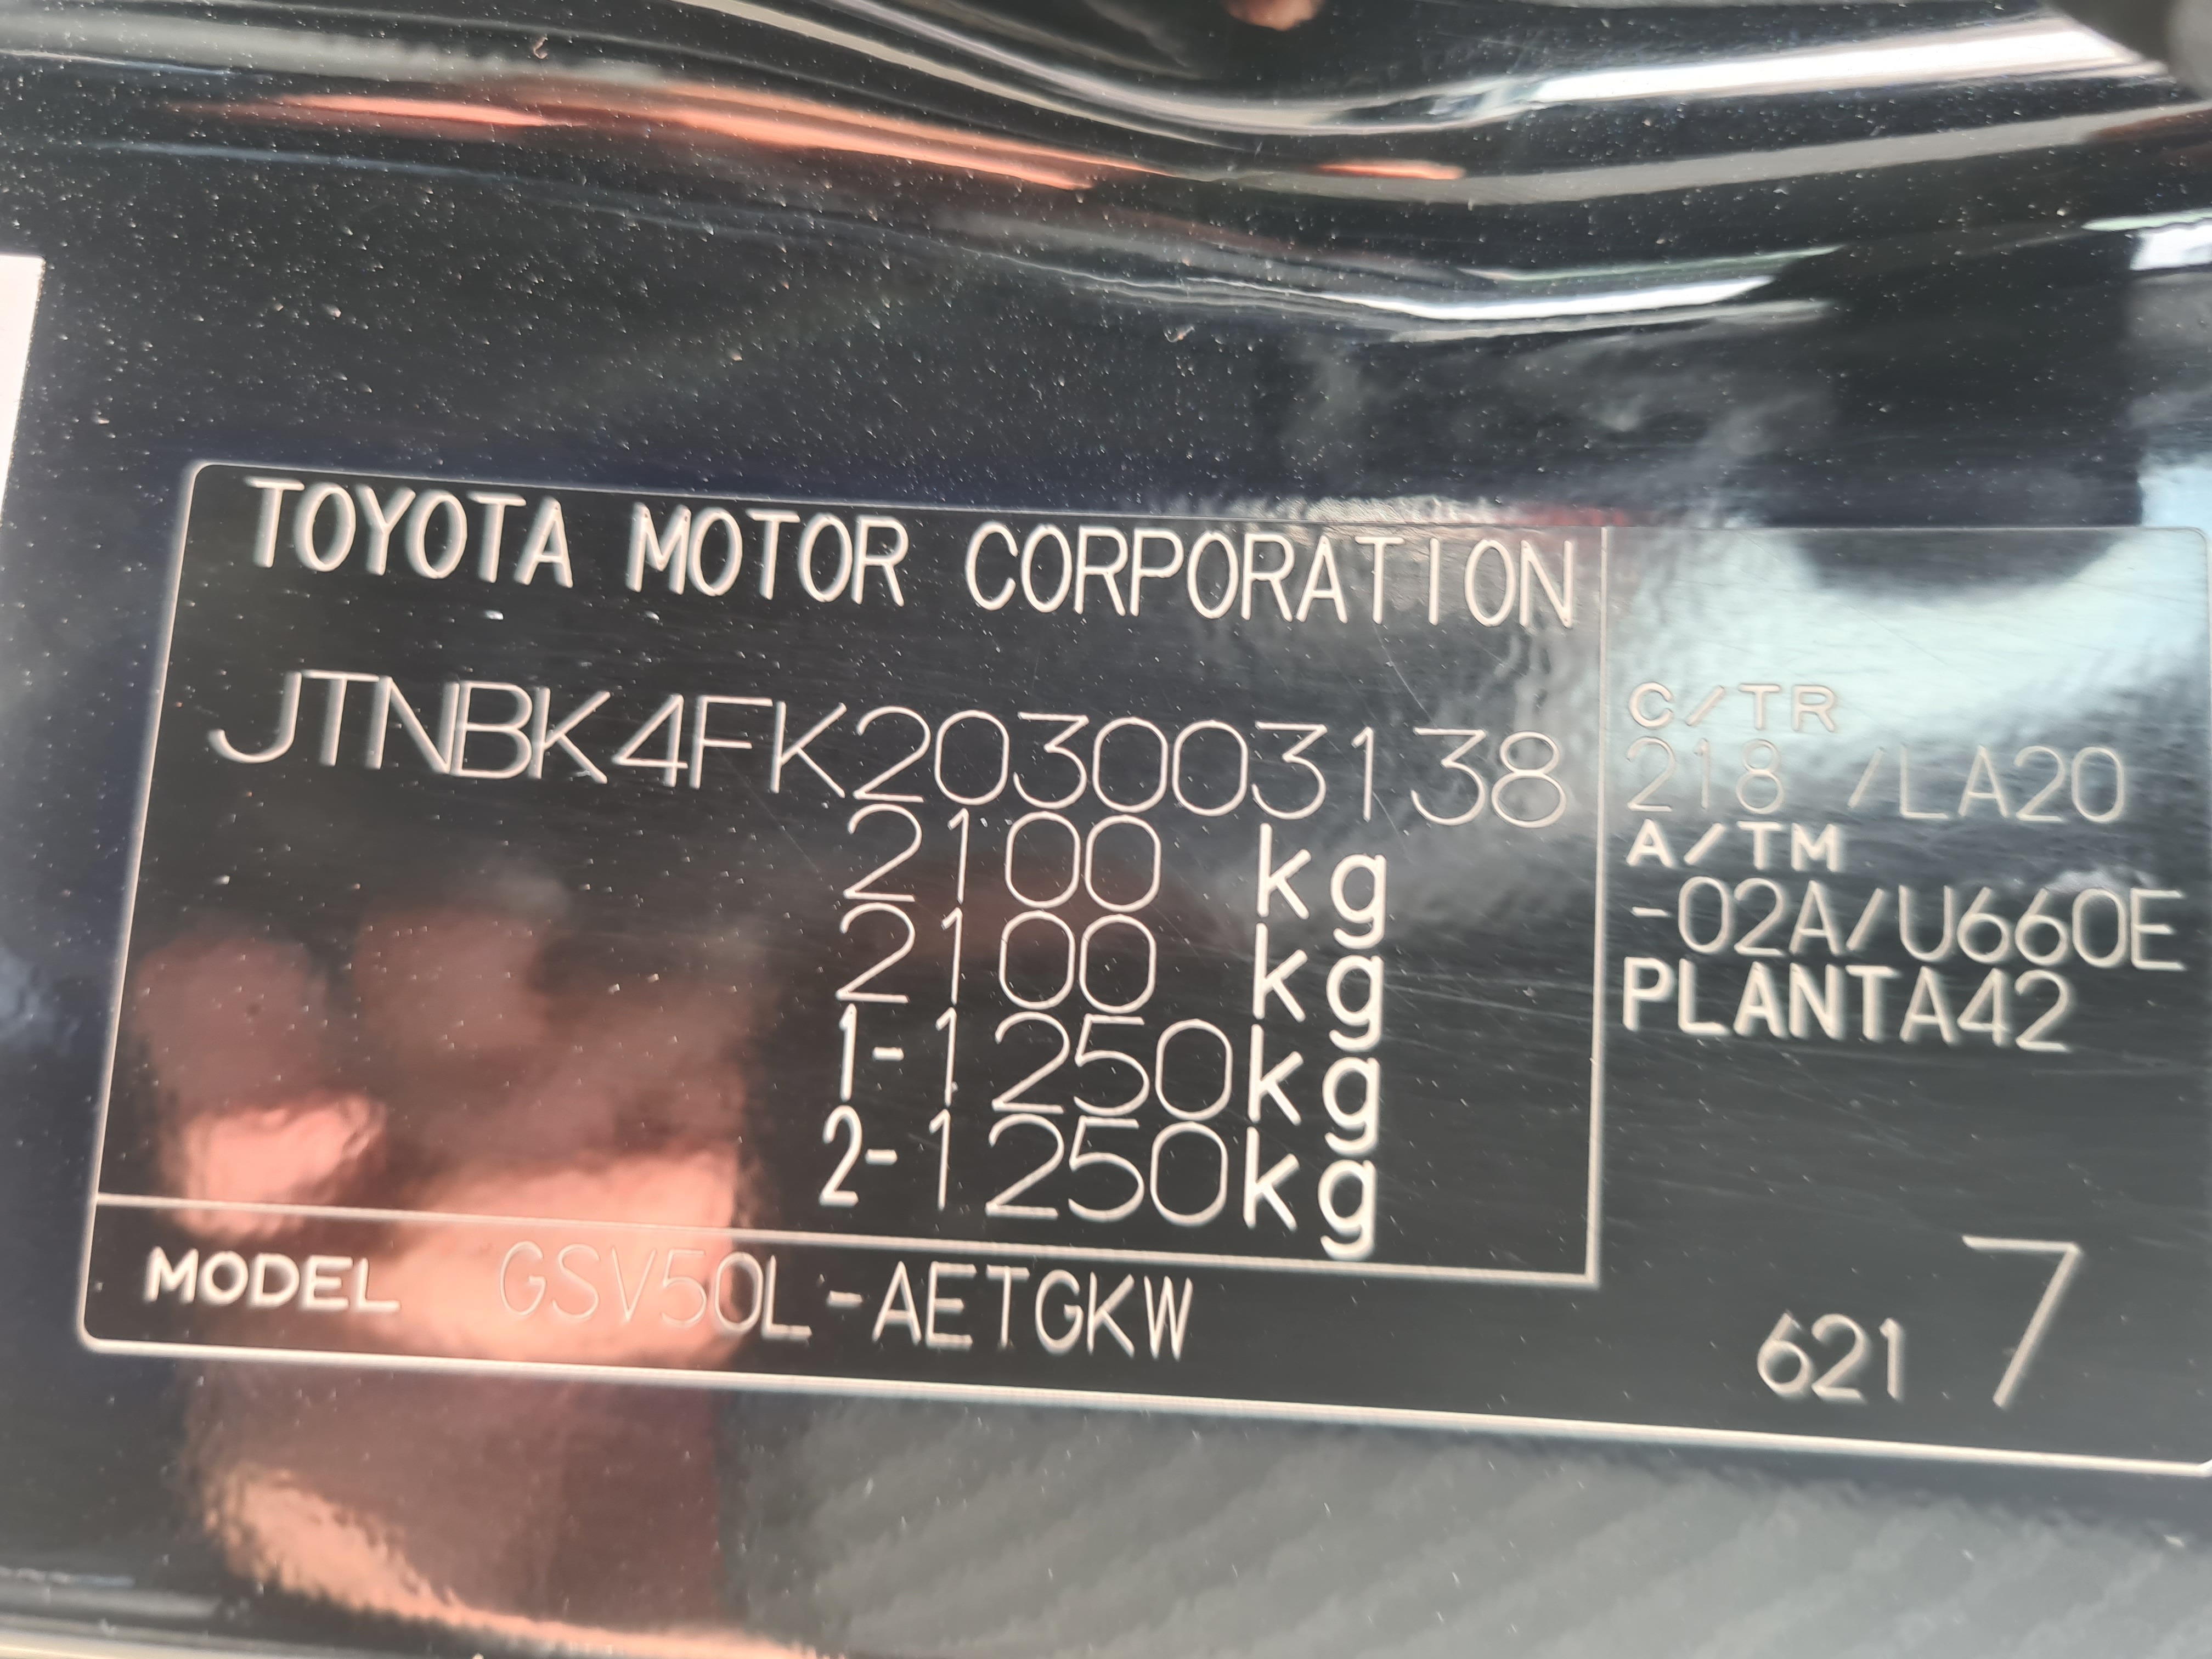 TOYOTA MOTOR CORPORATION
JTNBK4FK203003138
2100 kg
2100 kg
1-1250kg
2-1250kg
MODEL GSV50L-AETGKW
C/TR
218 /LA20
A/TM
-02A/U660E
PLANTA42
621 7